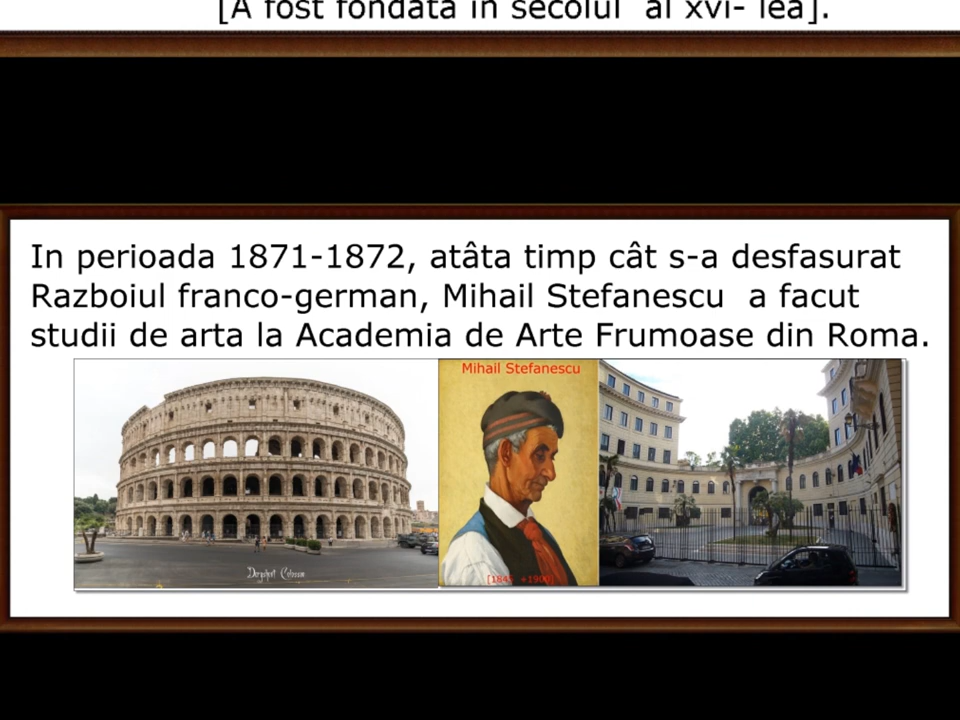 [A fost fondata in secolul al xvi- lea].
In perioada 1871-1872, atâta timp cât s-a desfasurat
Razboiul franco-german, Mihail Stefanescu a facut
studii de arta la Academia de Arte Frumoase din Roma.
Mihail Stefanescu